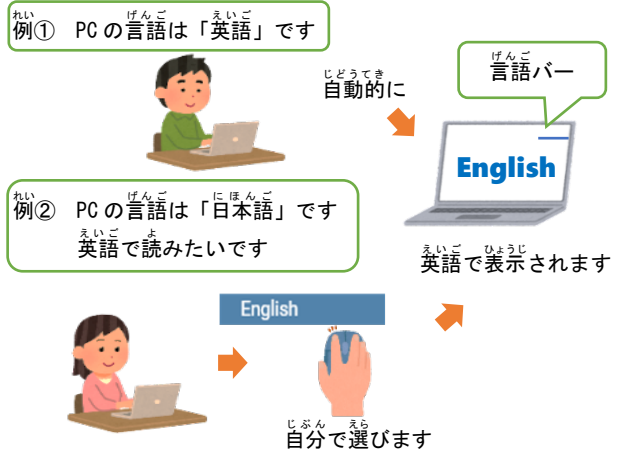 例① PCの言語は「英語」です
自動的に
言語バー
English
英語で表示されます
例② PCの言語は「日本語」です
英語で読みたいです
English
自分で選びます